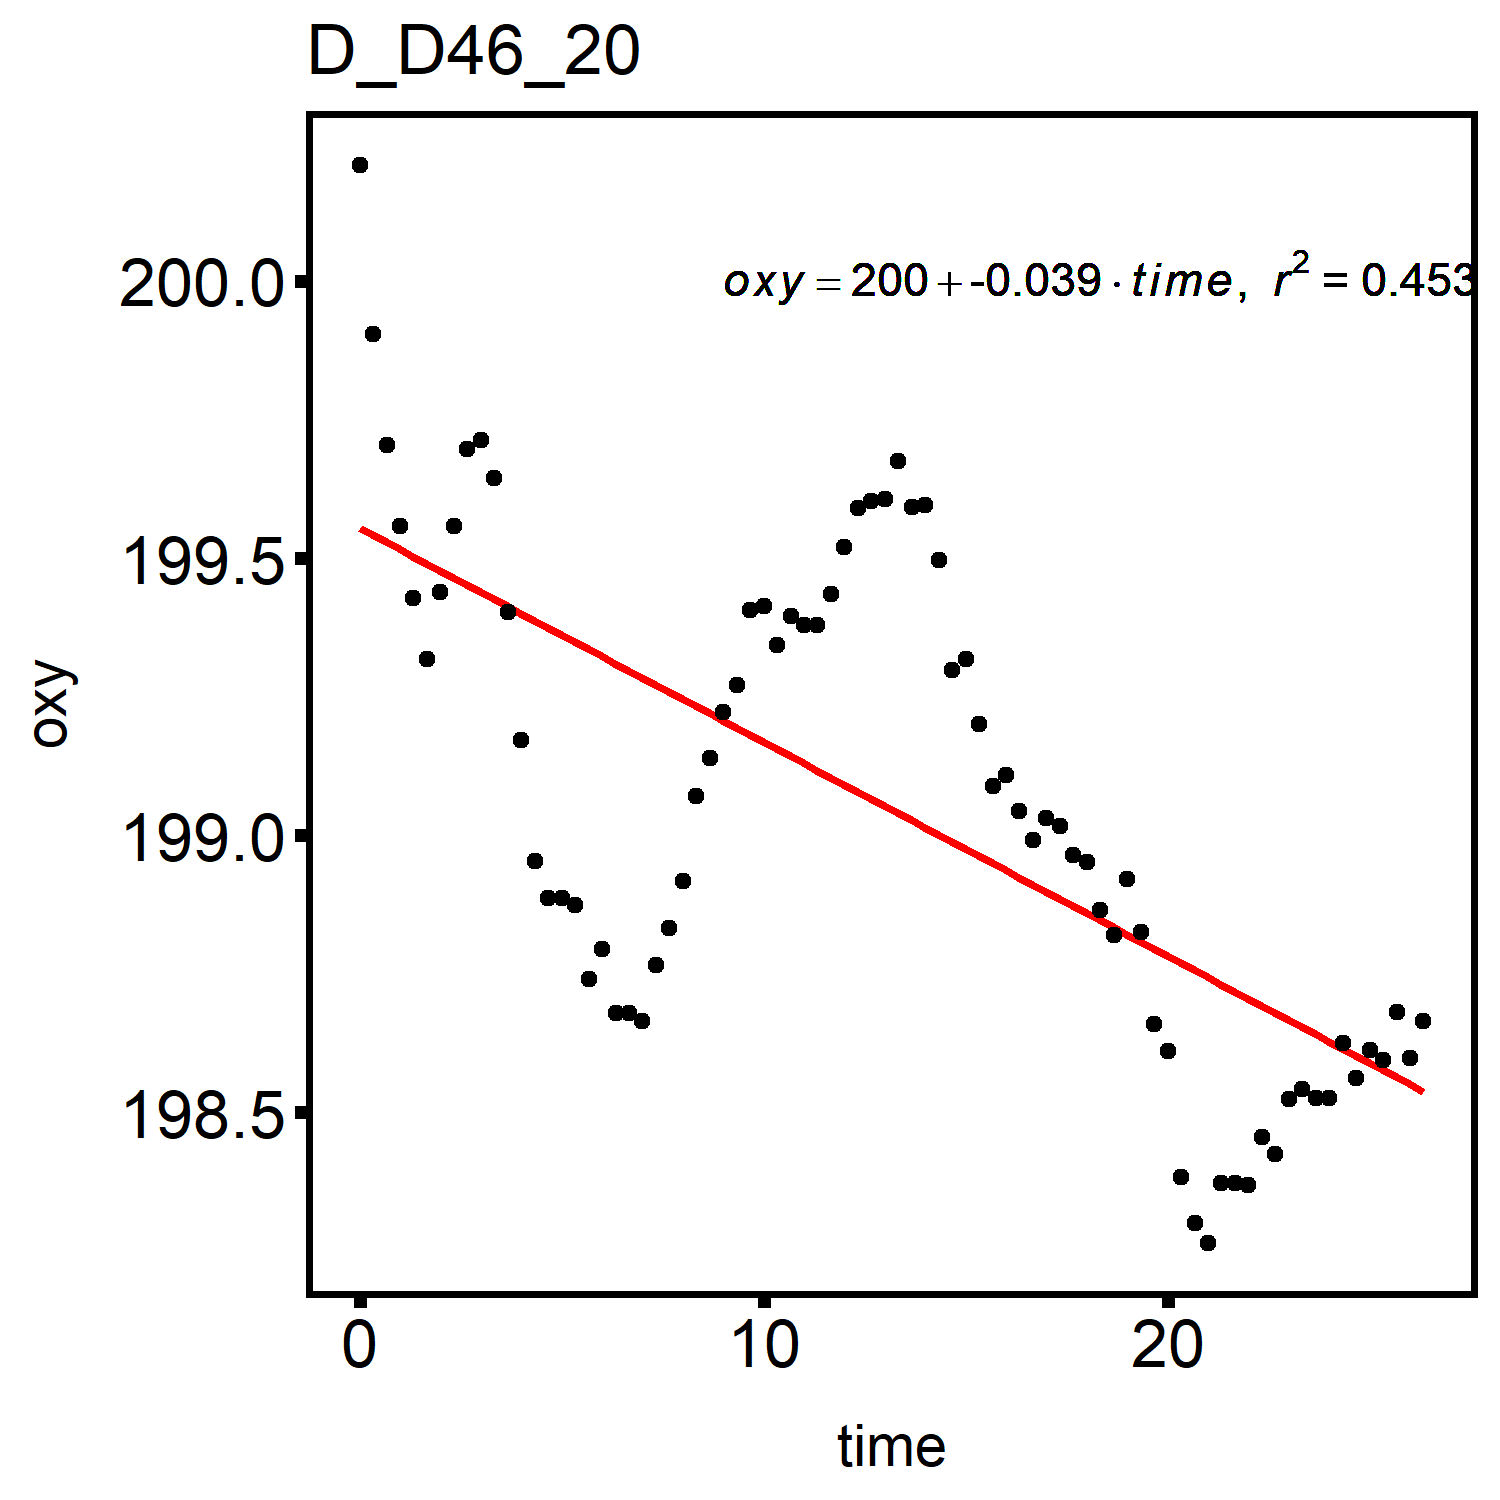 D_D46_20
oxy = 200 + -0.039 · time, r² = 0.453
200.0
199.5
199.0
198.5
oxy
0 10 20
time